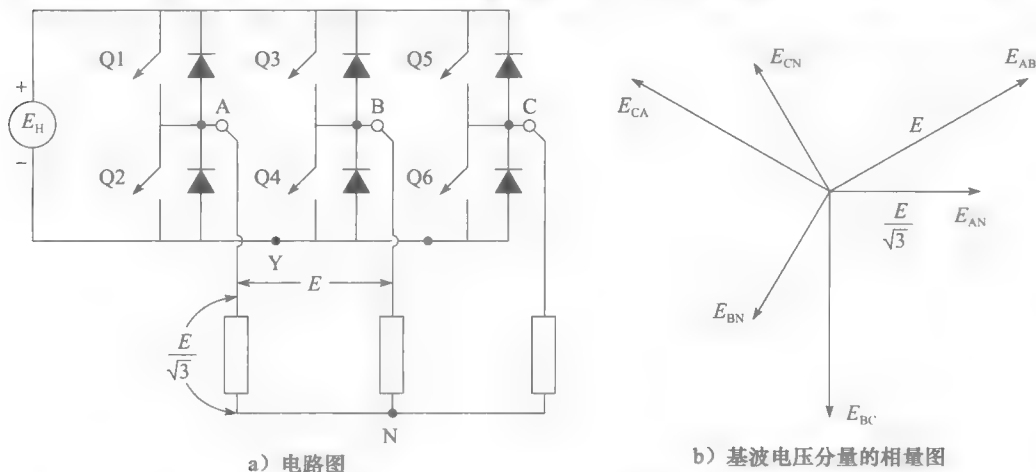 Q1
Q3
Q5
A
B
C
+
E_H
−
Q2
Q4
Q6
Y
E
E/√3
N
a）电路图
E_CN
E_AB
E_CA
E
E_AN
E/√3
E_BN
E_BC
b）基波电压分量的相量图